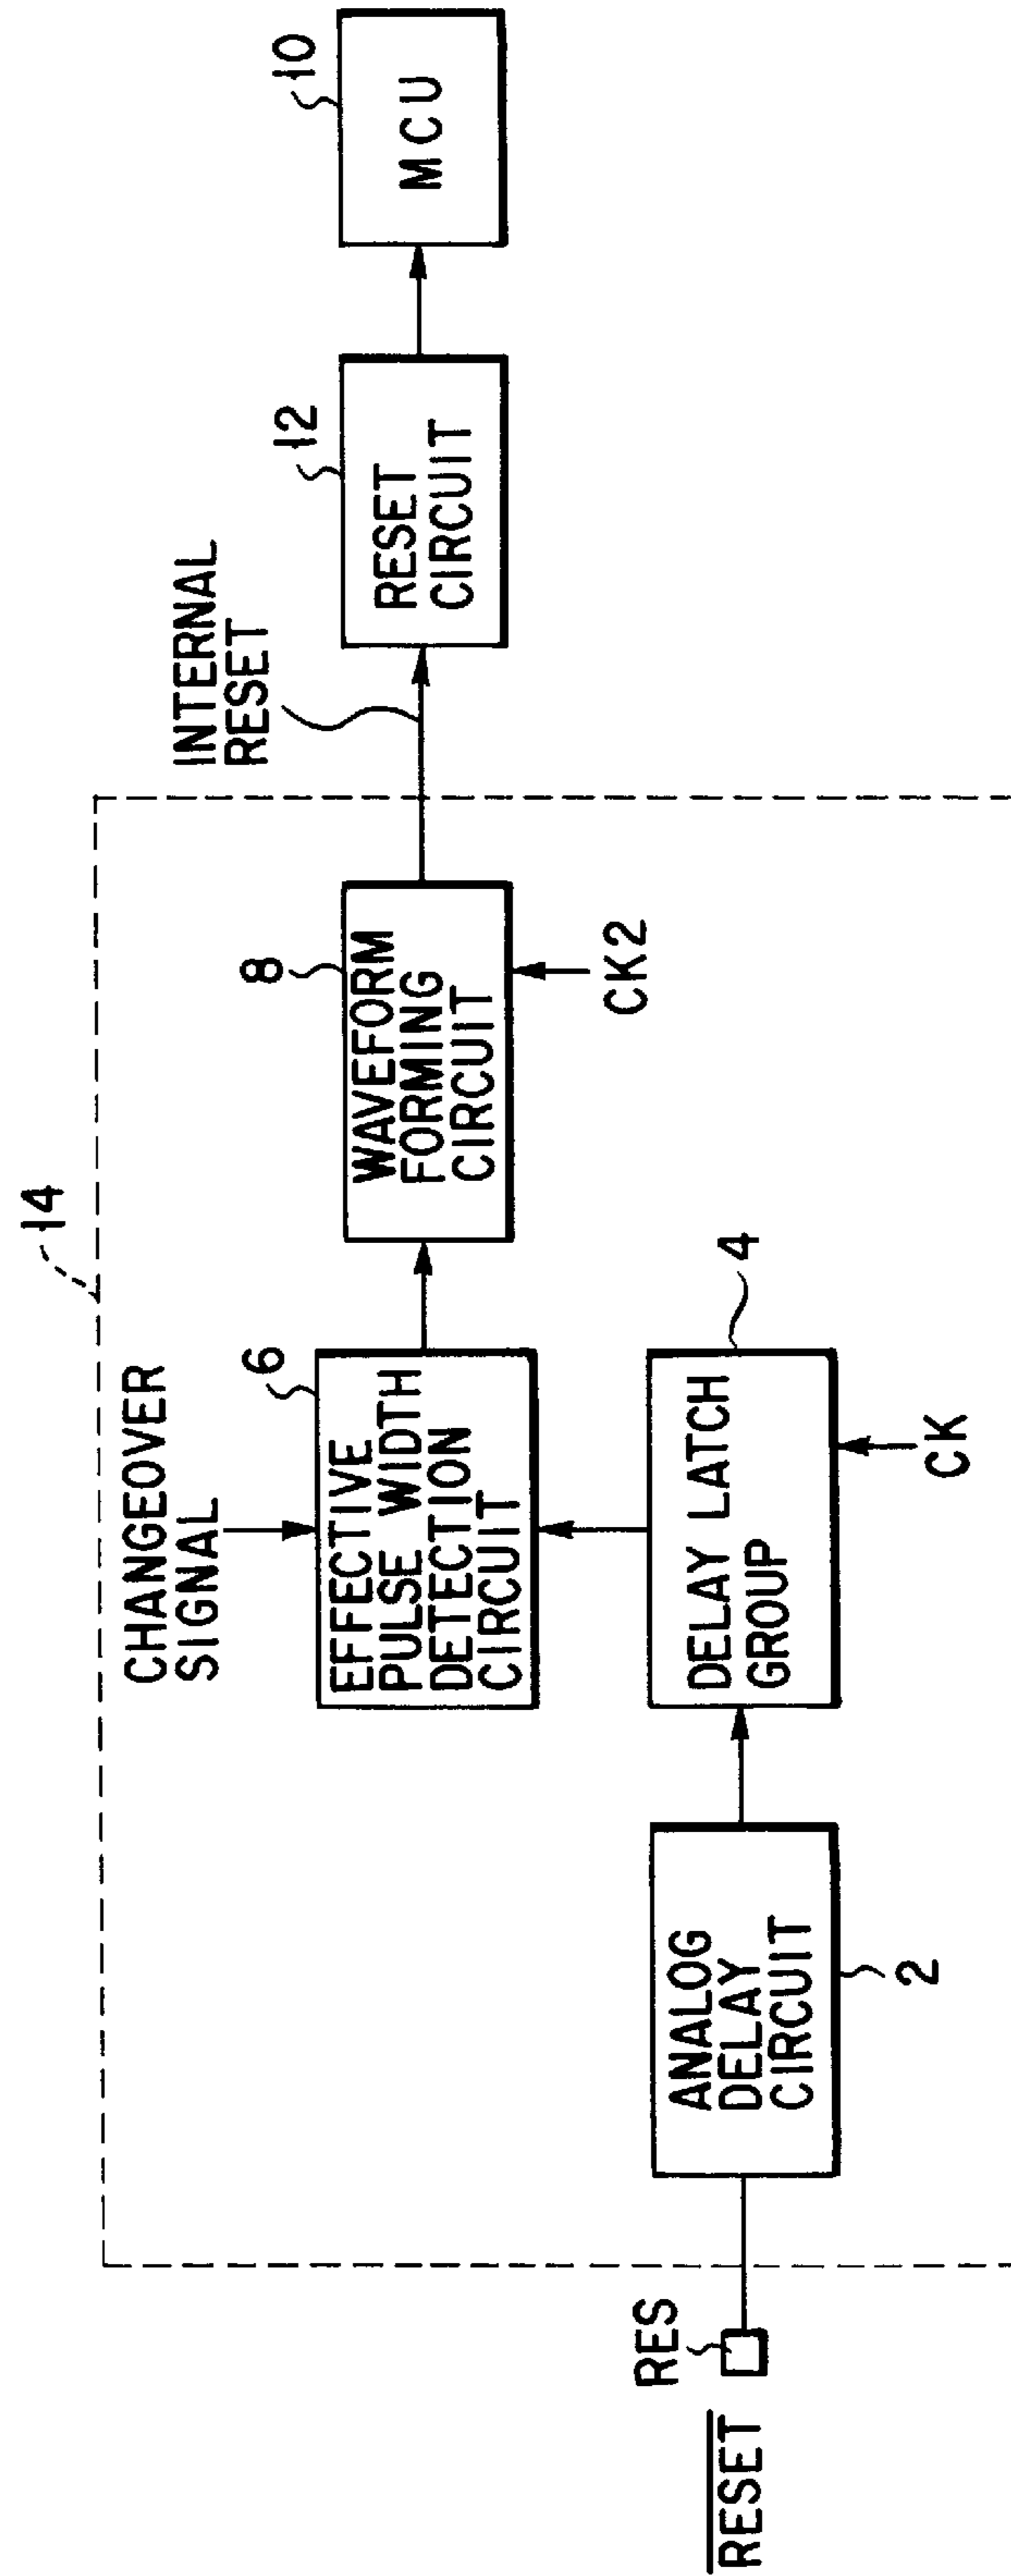 14
CHANGEOVER
SIGNAL
6
EFFECTIVE
PULSE WIDTH
DETECTION
CIRCUIT
8
WAVEFORM
FORMING
CIRCUIT
CK2
INTERNAL
RESET
12
RESET
CIRCUIT
10
MCU
RES
RESET
ANALOG
DELAY
CIRCUIT
2
DELAY LATCH
GROUP
4
CK